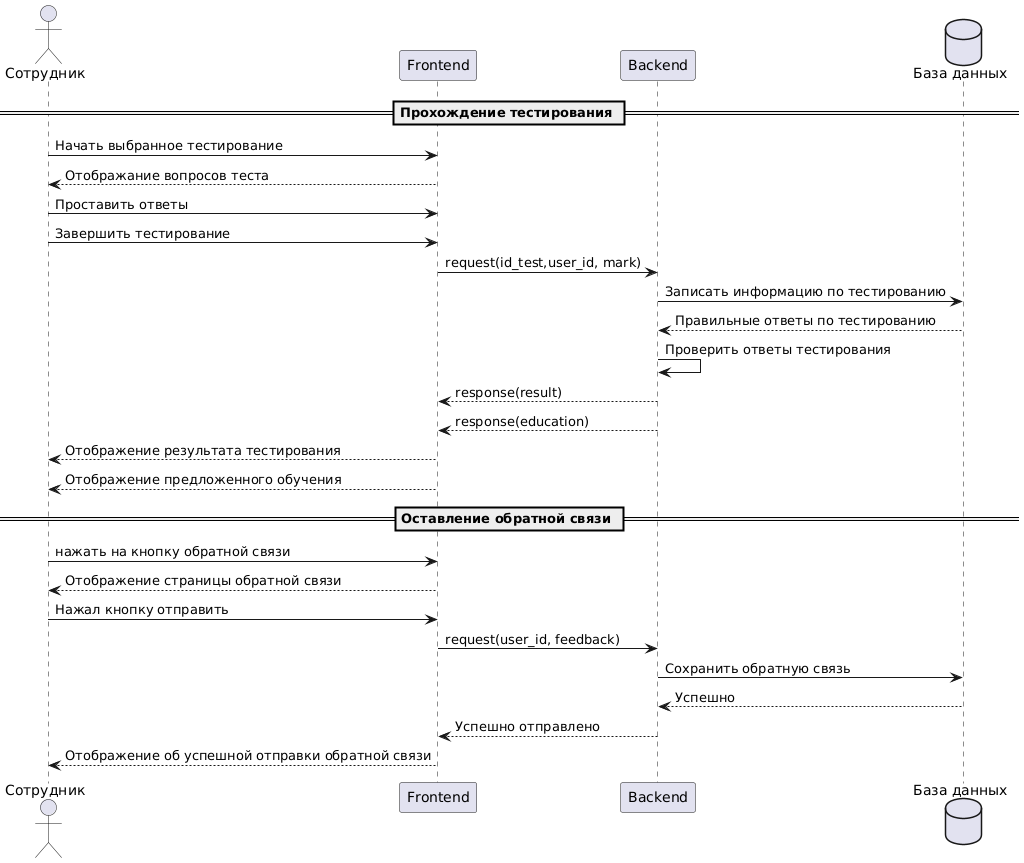 Сотрудник
Frontend
Backend
База данных
Прохождение тестирования
Начать выбранное тестирование
Отображание вопросов теста
Проставить ответы
Завершить тестирование
request(id_test,user_id, mark)
Записать информацию по тестированию
Правильные ответы по тестированию
Проверить ответы тестирования
response(result)
response(education)
Отображение результата тестирования
Отображение предложенного обучения
Оставление обратной связи
нажать на кнопку обратной связи
Отображение страницы обратной связи
Нажал кнопку отправить
request(user_id, feedback)
Сохранить обратную связь
Успешно
Успешно отправлено
Отображение об успешной отправки обратной связи
Сотрудник
Frontend
Backend
База данных